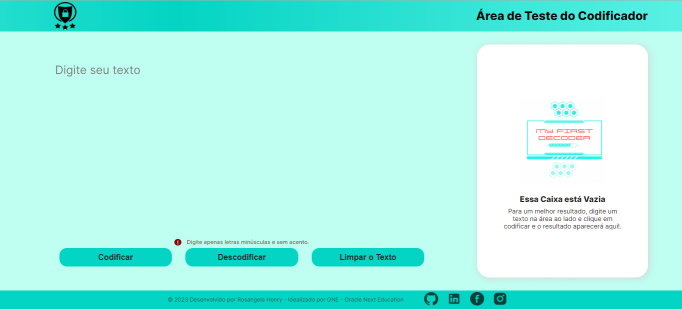 Área de Teste do Codificador
Digite seu texto
MY FIRST
DECODER
Essa Caixa está Vazia
Para um melhor resultado, digite um
texto na área ao lado e clique em
codificar e o resultado aparecerá aqui!.
Digite apenas letras minúsculas e sem acento.
Codificar
Descodificar
Limpar o Texto
© 2023 Desenvolvido por Rosangela Henry - Idealizado por ONE - Oracle Next Education